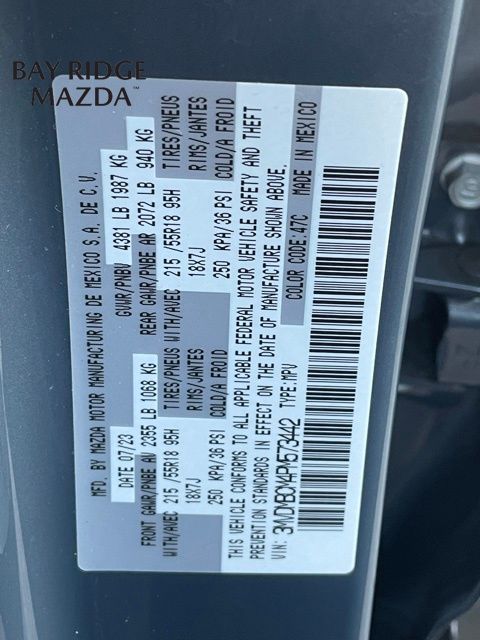 BAY RIDGE
MAZDA™
MFD. BY MAZDA MOTOR MANUFACTURING DE MEXICO S.A. DE C.V.
DATE 07/23 GVWR/PNBV 4381 LB 1987 KG
FRONT GAWR/PNBE AV 2355 LB 1068 KG REAR GAWR/PNBE AR 2072 LB 940 KG
WITH/AVEC 215 /55R18 95H TIRES/PNEUS WITH/AVEC 215 /55R18 95H TIRES/PNEUS
18X7J RIMS/JANTES 18X7J RIMS/JANTES
250 KPA/36 PSI COLD/A FROID 250 KPA/36 PSI COLD/A FROID
THIS VEHICLE CONFORMS TO ALL APPLICABLE FEDERAL MOTOR VEHICLE SAFETY AND THEFT
PREVENTION STANDARDS IN EFFECT ON THE DATE OF MANUFACTURE SHOWN ABOVE.
VIN: 3MVDMBBXX4PM573442 TYPE:MPV COLOR CODE:47C MADE IN MEXICO